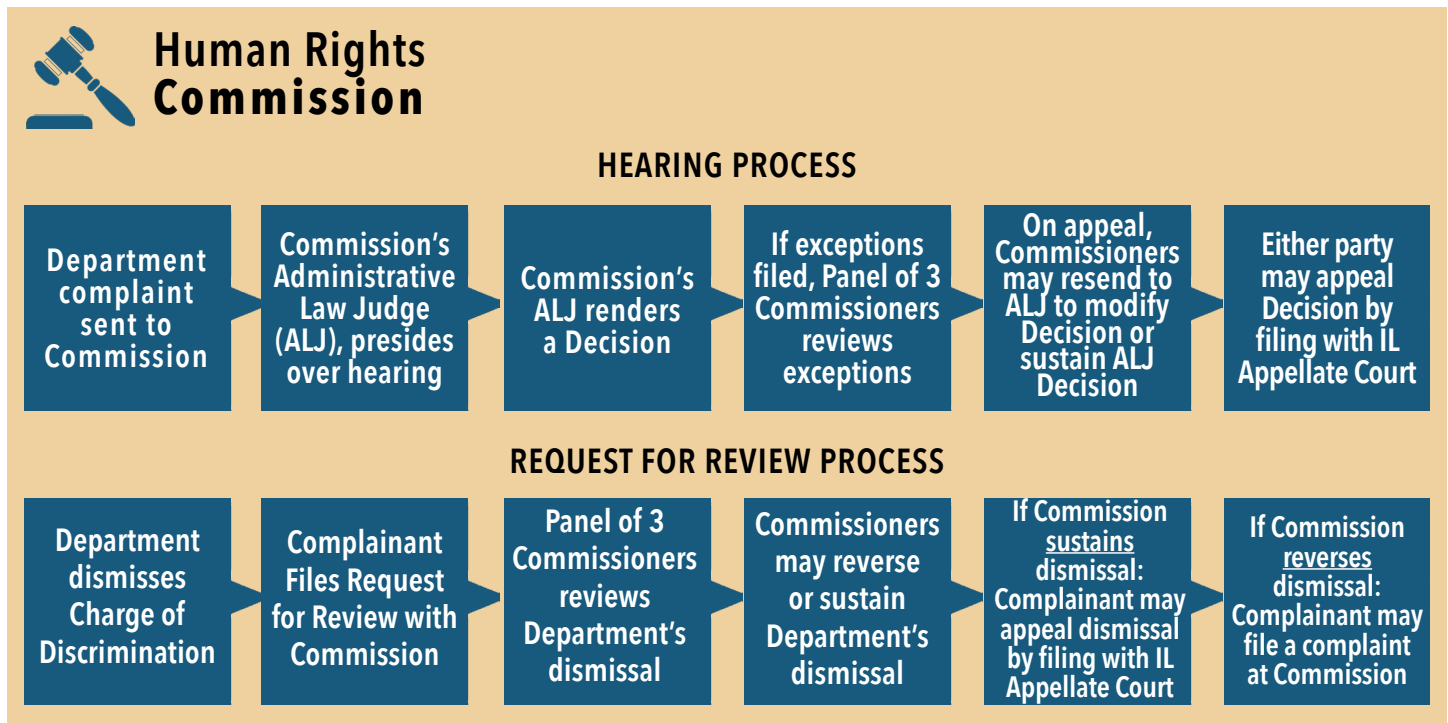 Human Rights
Commission
HEARING PROCESS
Department
complaint
sent to
Commission
Commission's
Administrative
Law Judge
(ALJ), presides
over hearing
Commission's
ALJ renders
a Decision
If exceptions
filed, Panel of 3
Commissioners
reviews
exceptions
On appeal,
Commissioners
may resend to
ALJ to modify
Decision or
sustain ALJ
Decision
Either party
may appeal
Decision by
filing with IL
Appellate Court
REQUEST FOR REVIEW PROCESS
Department
dismisses
Charge of
Discrimination
Complainant
Files Request
for Review with
Commission
Panel of 3
Commissioners
reviews
Department's
dismissal
Commissioners
may reverse
or sustain
Department's
dismissal
If Commission
sustains
dismissal:
Complainant may
appeal dismissal
by filing with IL
Appellate Court
If Commission
reverses
dismissal:
Complainant may
file a complaint
at Commission